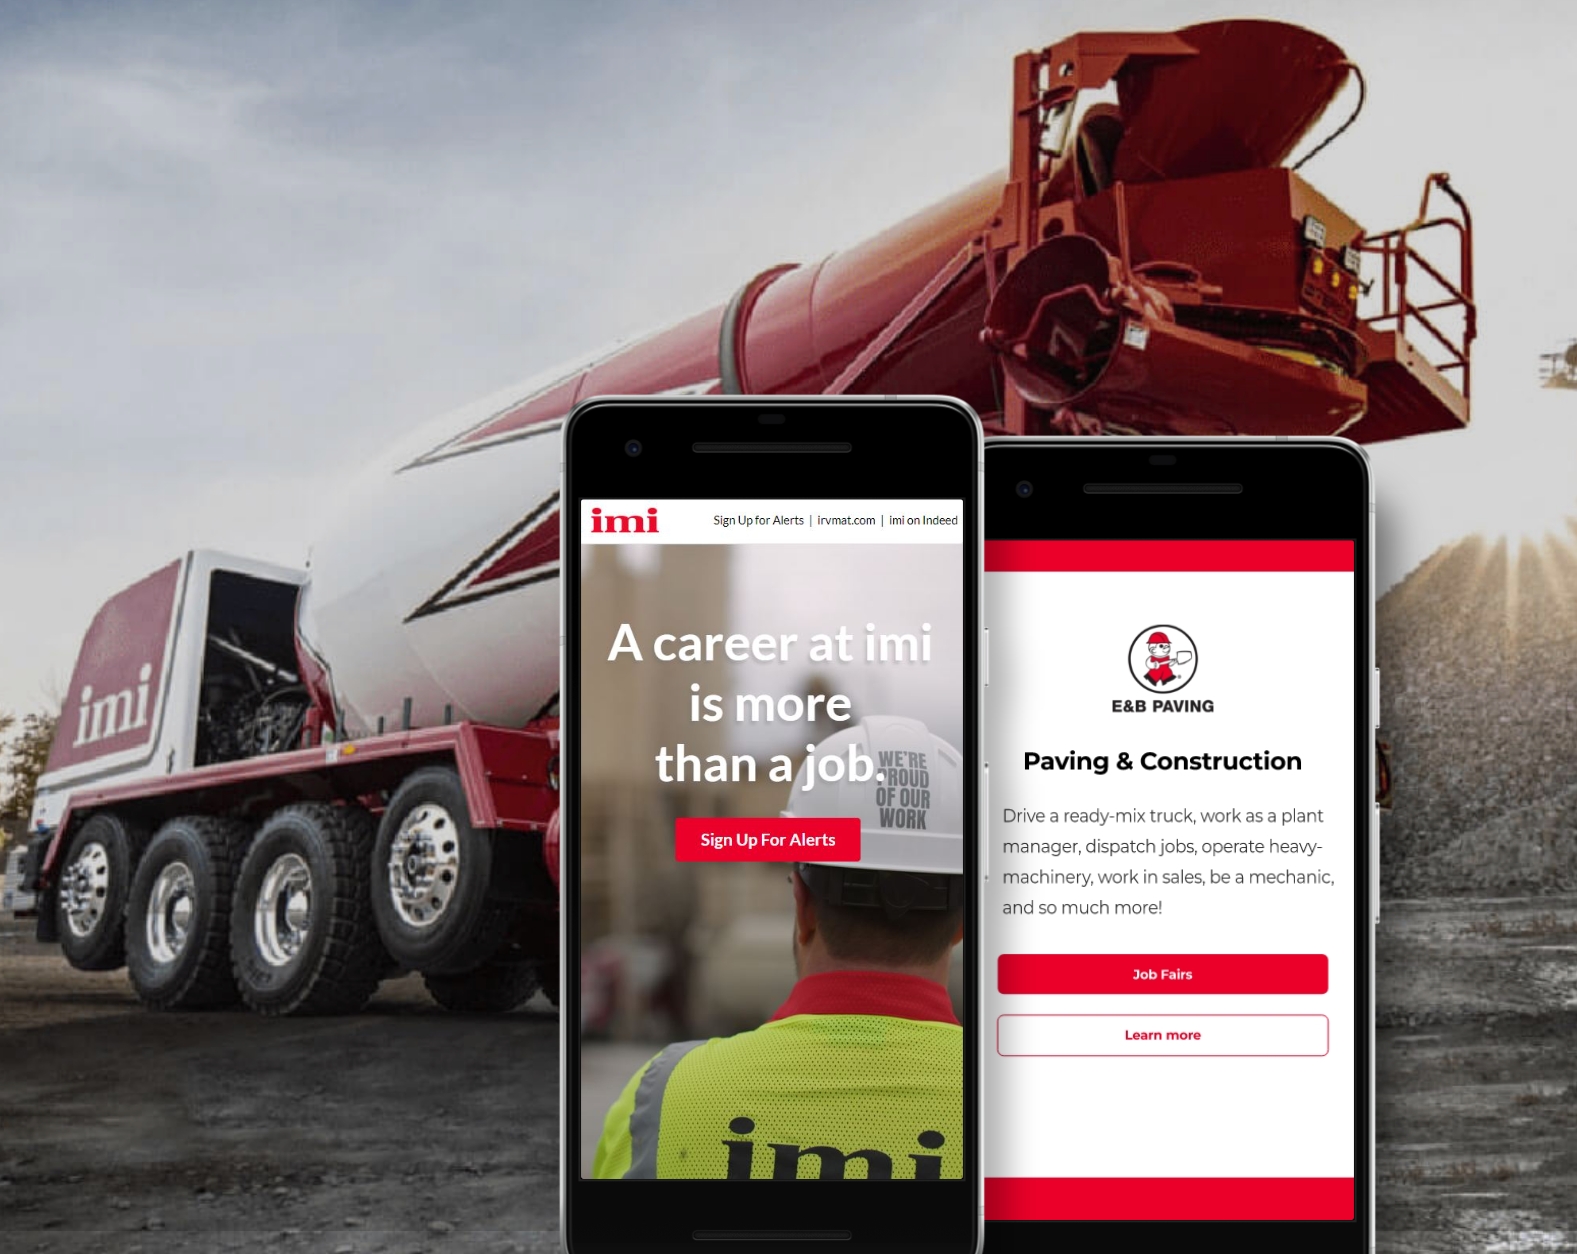 imi
imi
Sign Up for Alerts | irvmat.com | imi on Indeed
A career at imi
is more
than a job.
WE'RE
PROUD
OF OUR
WORK
Sign Up For Alerts
imi
E&B PAVING
Paving & Construction
Drive a ready-mix truck, work as a plant
manager, dispatch jobs, operate heavy-
machinery, work in sales, be a mechanic,
and so much more!
Job Fairs
Learn more